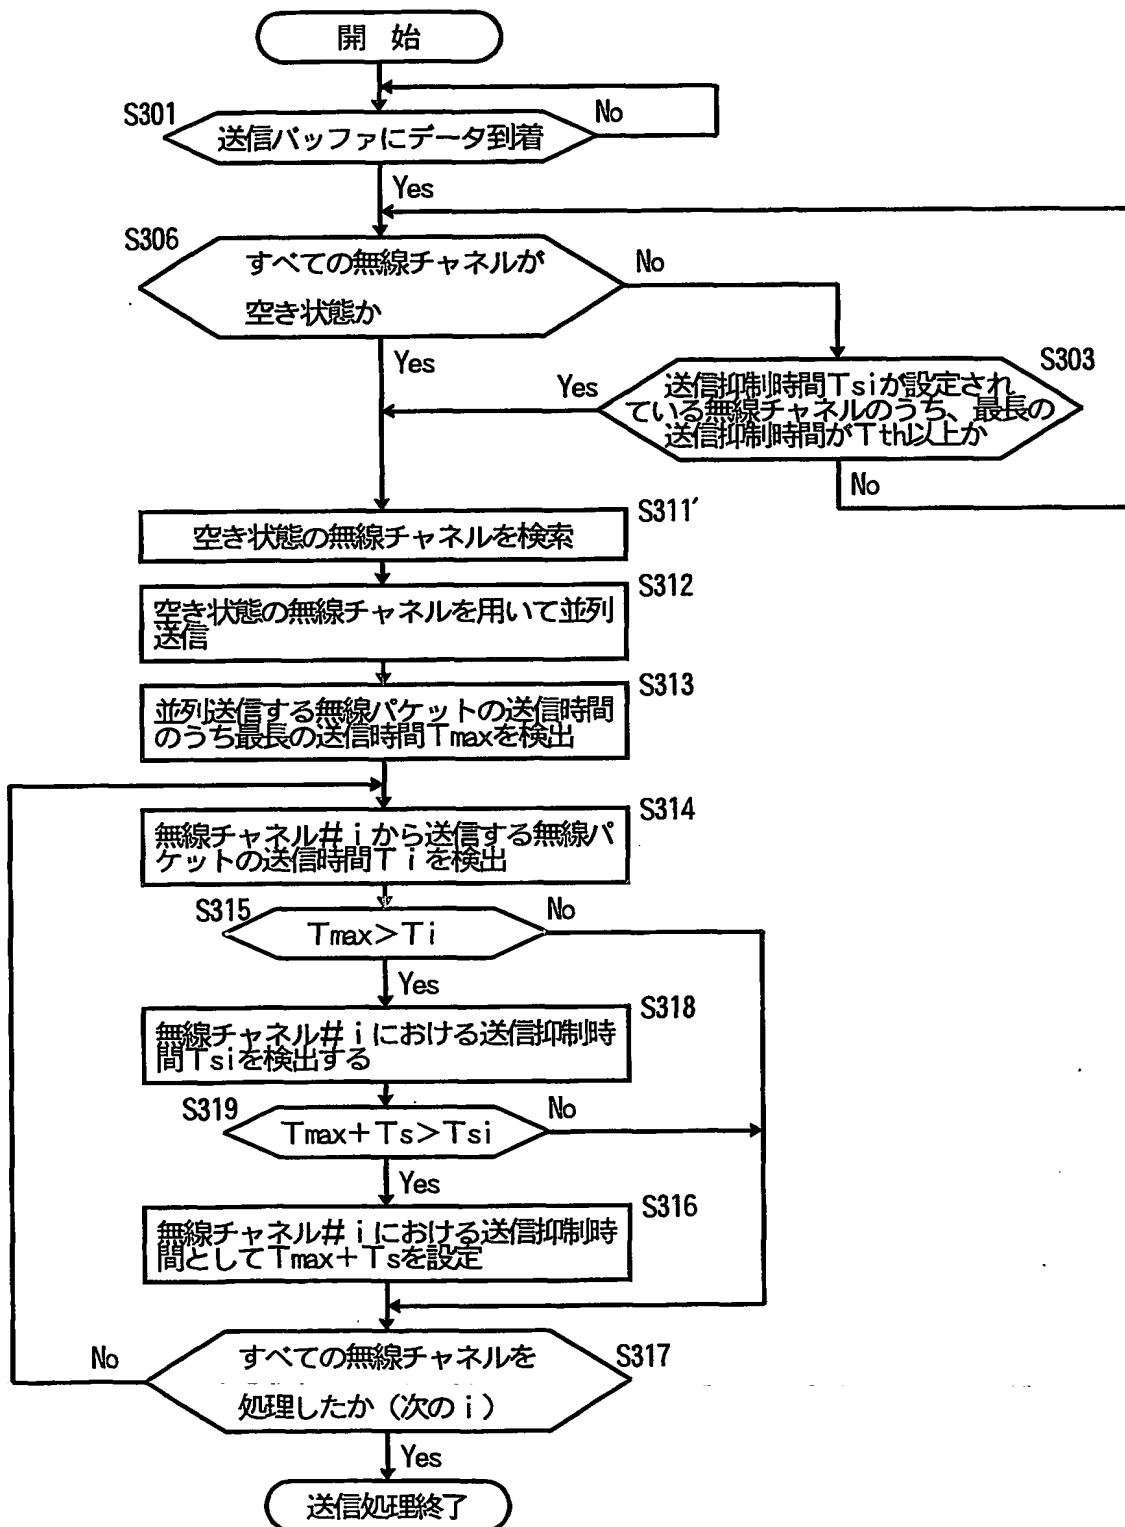 開 始
S301
送信バッファにデータ到着
No
Yes
S306
すべての無線チャネルが
空き状態か
No
Yes
S303
送信抑制時間Tsiが設定され
ている無線チャネルのうち、最長の
送信抑制時間がTth以上か
Yes
No
S311′
空き状態の無線チャネルを検索
S312
空き状態の無線チャネルを用いて並列
送信
S313
並列送信する無線パケットの送信時間
のうち最長の送信時間Tmaxを検出
S314
無線チャネル#iから送信する無線パ
ケットの送信時間Tiを検出
S315
Tmax>Ti
No
Yes
S318
無線チャネル#iにおける送信抑制時
間Tsiを検出する
S319
Tmax+Ts>Tsi
No
Yes
S316
無線チャネル#iにおける送信抑制時
間としてTmax+Tsを設定
S317
すべての無線チャネルを
処理したか(次のi)
No
Yes
送信処理終了